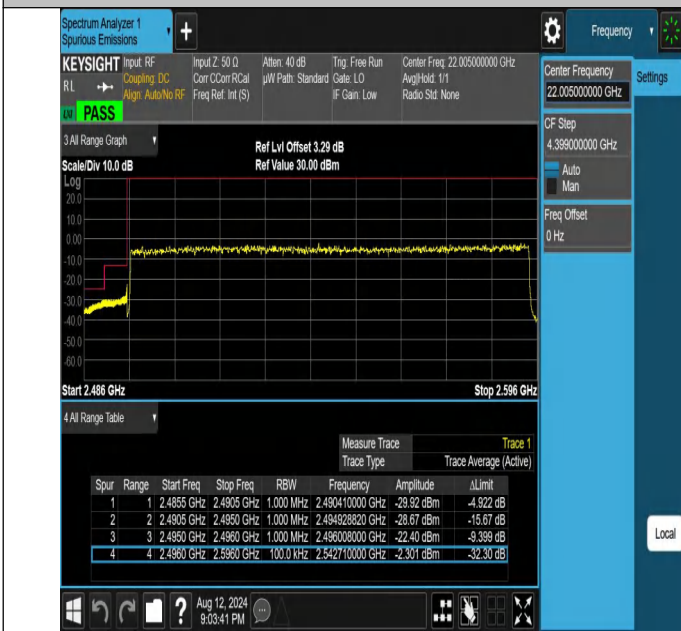 Spectrum Analyzer 1
Spurious Emissions
+
Frequency
KEYSIGHT
RL
PASS
Input: RF
Coupling: DC
Align: Auto/No RF
Input Z: 50 Ω
Corr CCorr RCal
Freq Ref: Int (S)
Atten: 40 dB
µW Path: Standard
Trig: Free Run
Gate: LO
IF Gain: Low
Center Freq: 22.005000000 GHz
Avg|Hold: 1/1
Radio Std: None
Center Frequency
22.005000000 GHz
Settings
CF Step
4.399000000 GHz
Auto
Man
Freq Offset
0 Hz
Local
3 All Range Graph
Scale/Div 10.0 dB
Ref Lvl Offset 3.29 dB
Ref Value 30.00 dBm
Log
20.0
10.0
0.00
-10.0
-20.0
-30.0
-40.0
-50.0
-60.0
Start 2.486 GHz
Stop 2.596 GHz
4 All Range Table
Measure Trace Trace 1
Trace Type Trace Average (Active)
Spur Range Start Freq Stop Freq RBW Frequency Amplitude ΔLimit
1 1 2.4855 GHz 2.4905 GHz 1.000 MHz 2.490410000 GHz -29.92 dBm -4.922 dB
2 2 2.4905 GHz 2.4950 GHz 1.000 MHz 2.494928820 GHz -28.67 dBm -15.67 dB
3 3 2.4950 GHz 2.4960 GHz 1.000 MHz 2.496008000 GHz -22.40 dBm -9.399 dB
4 4 2.4960 GHz 2.5960 GHz 100.0 kHz 2.542710000 GHz -2.301 dBm -32.30 dB
?
Aug 12, 2024
9:03:41 PM